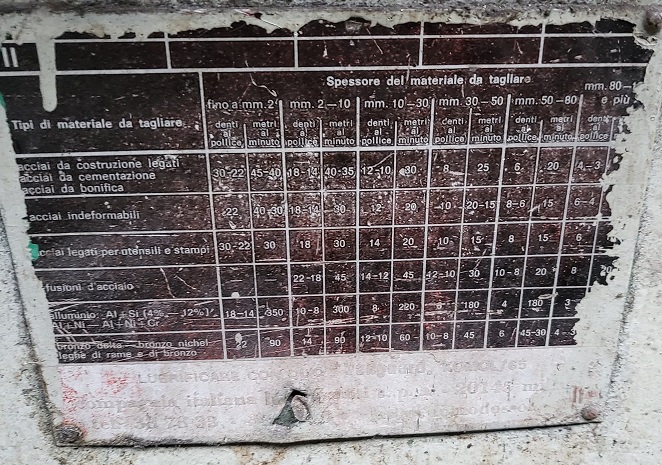 Spessore del materiale da tagliare
Tipi di materiale da tagliare
fino a mm. 2 mm. 2—10 mm. 10—30 mm. 30—50 mm. 50—80 mm. 80—
e più
denti al pollice metri al minuto denti al pollice metri al minuto denti al pollice metri al minuto denti al pollice metri al minuto denti al pollice metri al minuto denti al pollice
acciai da costruzione legati
acciai da cementazione
acciai da bonifica
30-22 45-40 18-14 40-35 12-10 30 8 25 6 20 4-3
acciai indeformabili 22 40-30 18-14 30 12 20 10 20-15 8-6 15 6-4
acciai legati per utensili e stampi 30-22 30 18 30 14 20 10 15 8 15 6
fusioni d'acciaio — — 22-18 45 14-12 45 12-10 30 10-8 20 8 20
alluminio: Al+Si (4% — 12%)
Al+Ni — Al+Ni+Cr
18-14 350 10-8 300 8 220 6 180 4 180 3
bronzo delta — bronzo nichel
leghe di rame e di bronzo
22 90 14 90 12-10 60 10-8 45 6 45-30 4-3
compagnia italiana
tel.